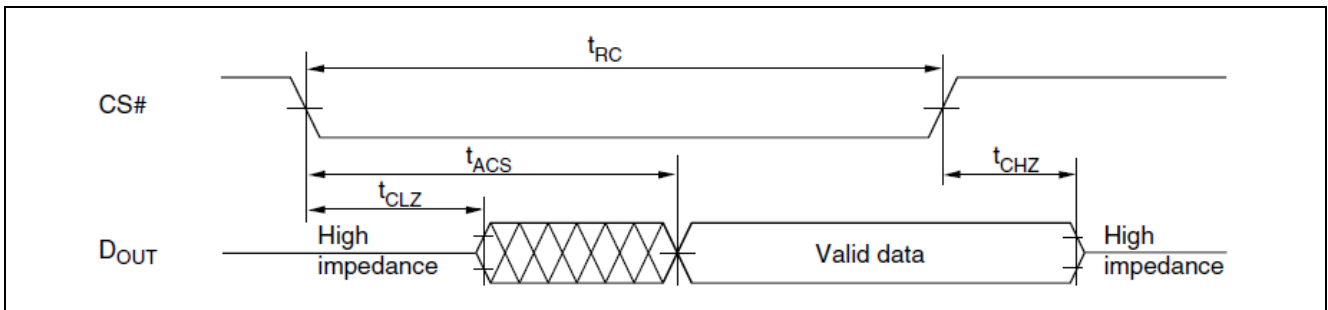 tRC
CS#
tACS
tCHZ
tCLZ
DOUT
High
impedance
Valid data
High
impedance